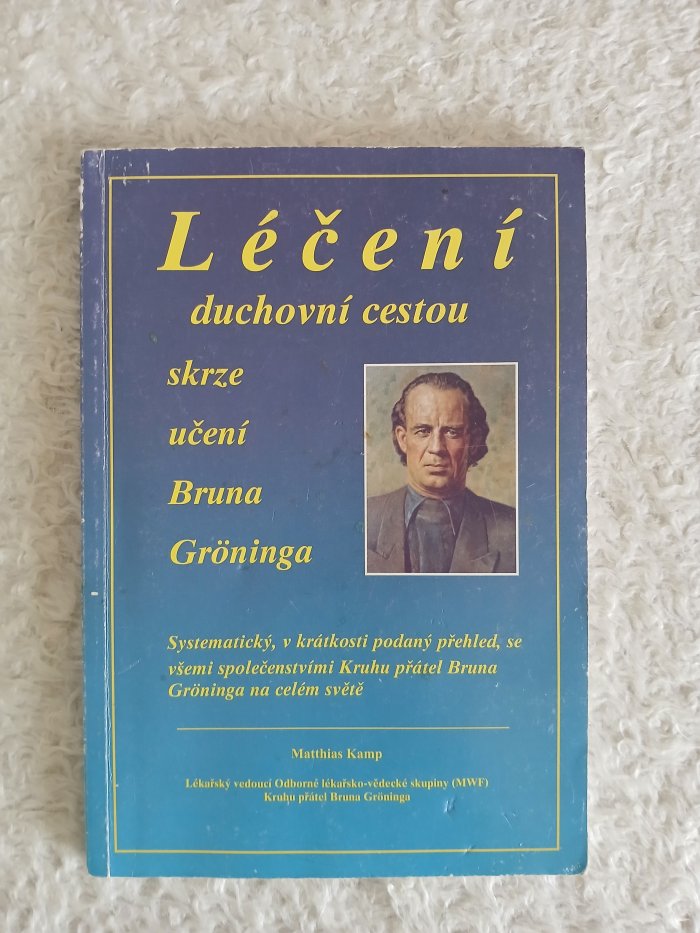 Léčení
duchovní cestou
skrze
učení
Bruna
Gröninga
Systematický, v krátkosti podaný přehled, se
všemi společenstvími Kruhu přátel Bruna
Gröninga na celém světě
Matthias Kamp
Lékařský vedoucí Odborné lékařsko-vědecké skupiny (MWF)
Kruhu přátel Bruna Gröninga